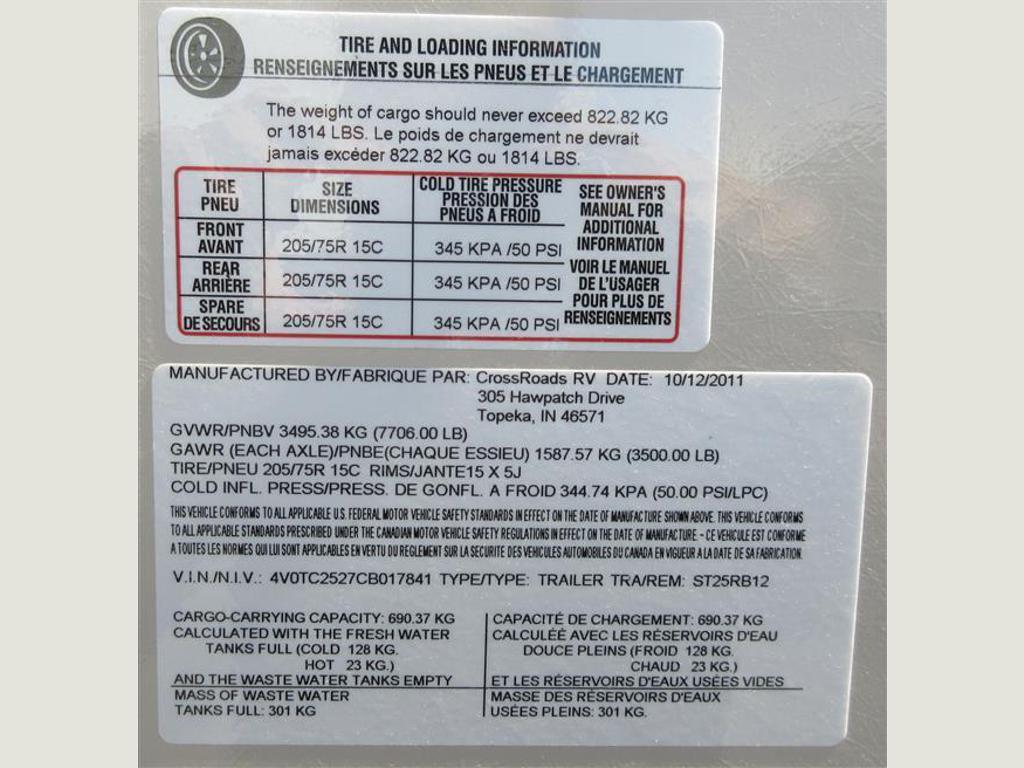 TIRE AND LOADING INFORMATION
RENSEIGNEMENTS SUR LES PNEUS ET LE CHARGEMENT
The weight of cargo should never exceed 822.82 KG
or 1814 LBS. Le poids de chargement ne devrait
jamais excéder 822.82 KG ou 1814 LBS.
TIRE
PNEU
SIZE
DIMENSIONS
COLD TIRE PRESSURE
PRESSION DES
PNEUS A FROID
SEE OWNER'S
MANUAL FOR
ADDITIONAL
INFORMATION
VOIR LE MANUEL
DE L'USAGER
POUR PLUS DE
RENSEIGNEMENTS
FRONT
AVANT
205/75R 15C
345 KPA /50 PSI
REAR
ARRIÈRE
205/75R 15C
345 KPA /50 PSI
SPARE
DE SECOURS
205/75R 15C
345 KPA /50 PSI
MANUFACTURED BY/FABRIQUE PAR: CrossRoads RV DATE: 10/12/2011
305 Hawpatch Drive
Topeka, IN 46571
GVWR/PNBV 3495.38 KG (7706.00 LB)
GAWR (EACH AXLE)/PNBE(CHAQUE ESSIEU) 1587.57 KG (3500.00 LB)
TIRE/PNEU 205/75R 15C RIMS/JANTE15 X 5J
COLD INFL. PRESS/PRESS. DE GONFL. A FROID 344.74 KPA (50.00 PSI/LPC)
THIS VEHICLE CONFORMS TO ALL APPLICABLE U.S. FEDERAL MOTOR VEHICLE SAFETY STANDARDS IN EFFECT ON THE DATE OF MANUFACTURE SHOWN ABOVE. THIS VEHICLE CONFORMS
TO ALL APPLICABLE STANDARDS PRESCRIBED UNDER THE CANADIAN MOTOR VEHICLE SAFETY REGULATIONS IN EFFECT ON THE DATE OF MANUFACTURE - CE VEHICULE EST CONFORME
A TOUTES LES NORMES QUI LUI SONT APPLICABLES EN VERTU DU REGLEMENT SUR LA SECURITE DES VEHICULES AUTOMOBILES DU CANADA EN VIGUEUR A LA DATE DE SA FABRICATION.
V.I.N./N.I.V.: 4V0TC2527CB017841 TYPE/TYPE: TRAILER TRA/REM: ST25RB12
CARGO-CARRYING CAPACITY: 690.37 KG
CALCULATED WITH THE FRESH WATER
TANKS FULL (COLD 128 KG.
HOT 23 KG.)
AND THE WASTE WATER TANKS EMPTY
MASS OF WASTE WATER
TANKS FULL: 301 KG
CAPACITÉ DE CHARGEMENT: 690.37 KG
CALCULÉE AVEC LES RÉSERVOIRS D'EAU
DOUCE PLEINS (FROID 128 KG.
CHAUD 23 KG.)
ET LES RÉSERVOIRS D'EAU USÉES VIDES
MASSE DES RÉSERVOIRS D'EAUX
USÉES PLEINS: 301 KG.